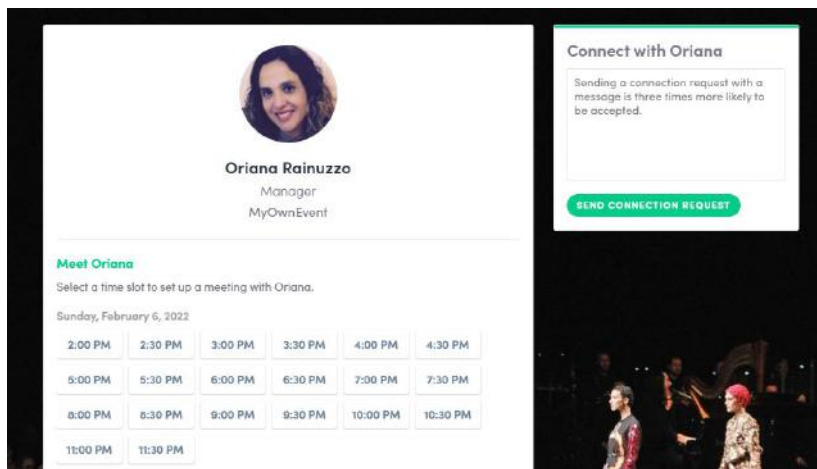 Oriana Rainuzzo
Manager
MyOwnEvent
Meet Oriana
Select a time slot to set up a meeting with Oriana.
Sunday, February 6, 2022
2:00 PM 2:30 PM 3:00 PM 3:30 PM 4:00 PM 4:30 PM
5:00 PM 5:30 PM 6:00 PM 6:30 PM 7:00 PM 7:30 PM
8:00 PM 8:30 PM 9:00 PM 9:30 PM 10:00 PM 10:30 PM
11:00 PM 11:30 PM
Connect with Oriana
Sending a connection request with a
message is three times more likely to
be accepted.
SEND CONNECTION REQUEST